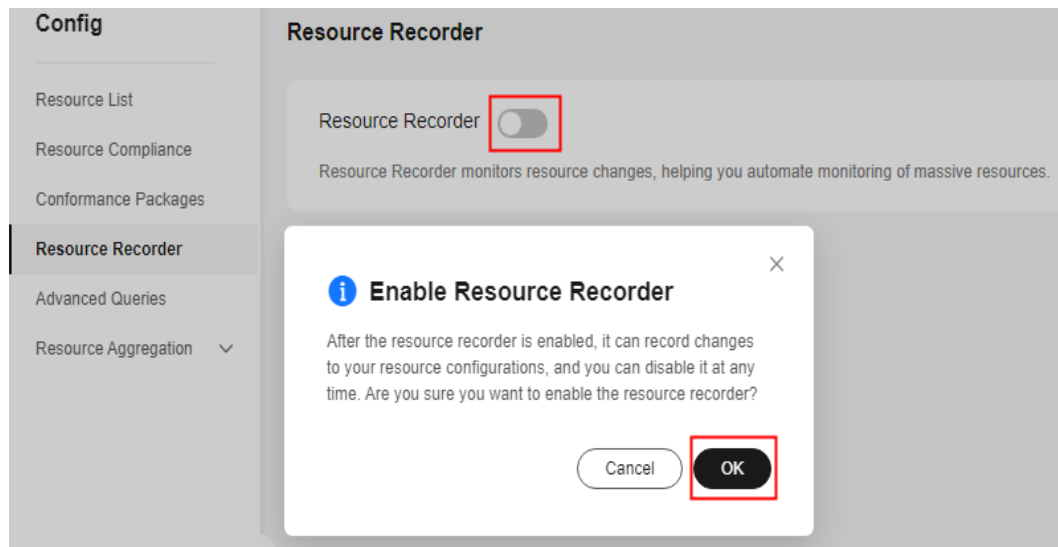 Config
Resource List
Resource Compliance
Conformance Packages
Resource Recorder
Advanced Queries
Resource Aggregation
Resource Recorder
Resource Recorder
Resource Recorder monitors resource changes, helping you automate monitoring of massive resources.
Enable Resource Recorder
After the resource recorder is enabled, it can record changes
to your resource configurations, and you can disable it at any
time. Are you sure you want to enable the resource recorder?
Cancel
OK